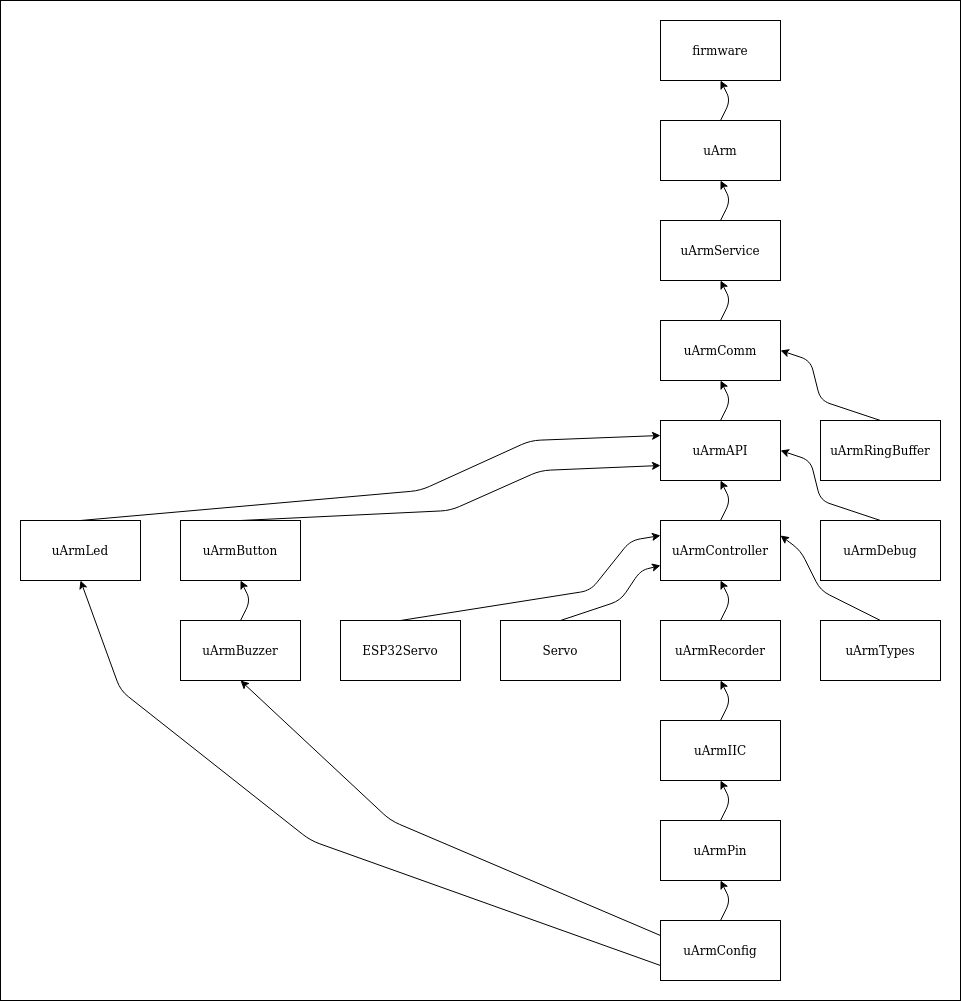 firmware
uArm
uArmService
uArmComm
uArmAPI
uArmRingBuffer
uArmLed
uArmButton
uArmController
uArmDebug
uArmBuzzer
ESP32Servo
Servo
uArmRecorder
uArmTypes
uArmIIC
uArmPin
uArmConfig